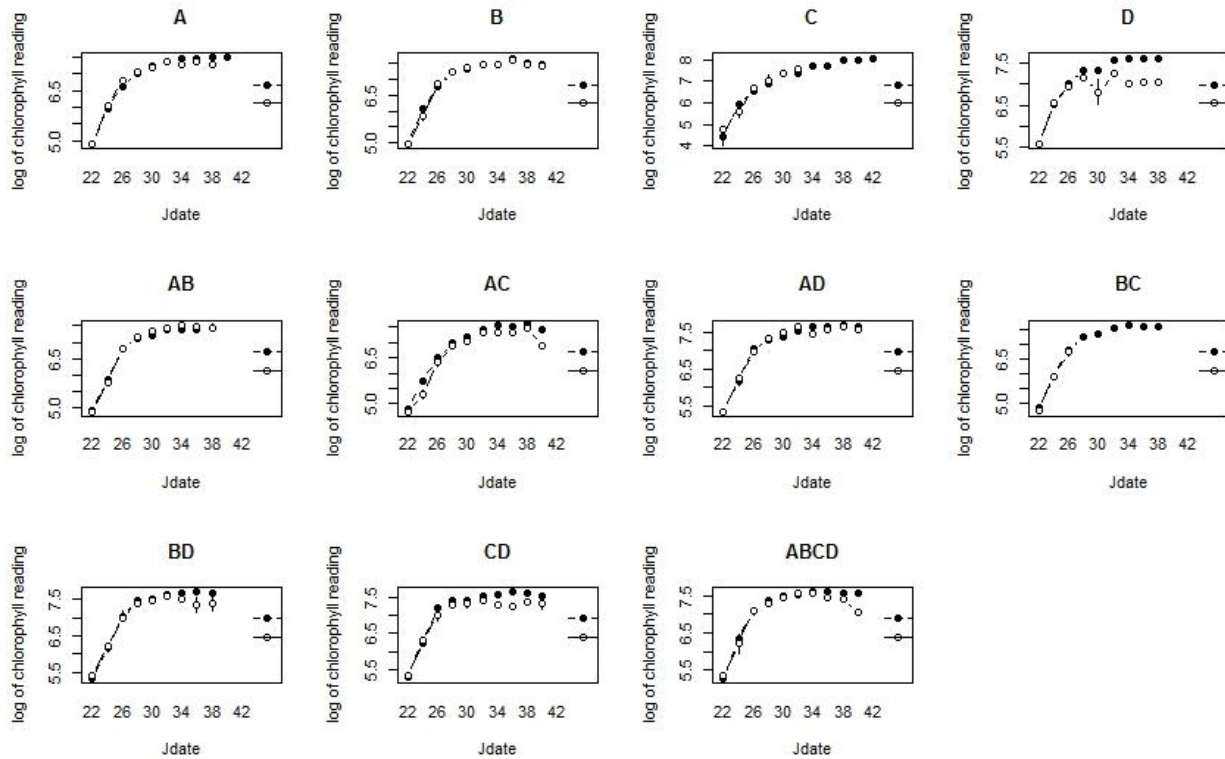 A
log of chlorophyll reading
5.0 6.5
22 26 30 34 38 42
Jdate
B
log of chlorophyll reading
5.0 6.5
22 26 30 34 38 42
Jdate
C
log of chlorophyll reading
4 5 6 7 8
22 26 30 34 38 42
Jdate
D
log of chlorophyll reading
5.5 6.5 7.5
22 26 30 34 38 42
Jdate
AB
log of chlorophyll reading
5.0 6.5
22 26 30 34 38 42
Jdate
AC
log of chlorophyll reading
5.0 6.5
22 26 30 34 38 42
Jdate
AD
log of chlorophyll reading
5.5 6.5 7.5
22 26 30 34 38 42
Jdate
BC
log of chlorophyll reading
5.0 6.5
22 26 30 34 38 42
Jdate
BD
log of chlorophyll reading
5.5 6.5 7.5
22 26 30 34 38 42
Jdate
CD
log of chlorophyll reading
5.5 6.5 7.5
22 26 30 34 38 42
Jdate
ABCD
log of chlorophyll reading
5.5 6.5 7.5
22 26 30 34 38 42
Jdate